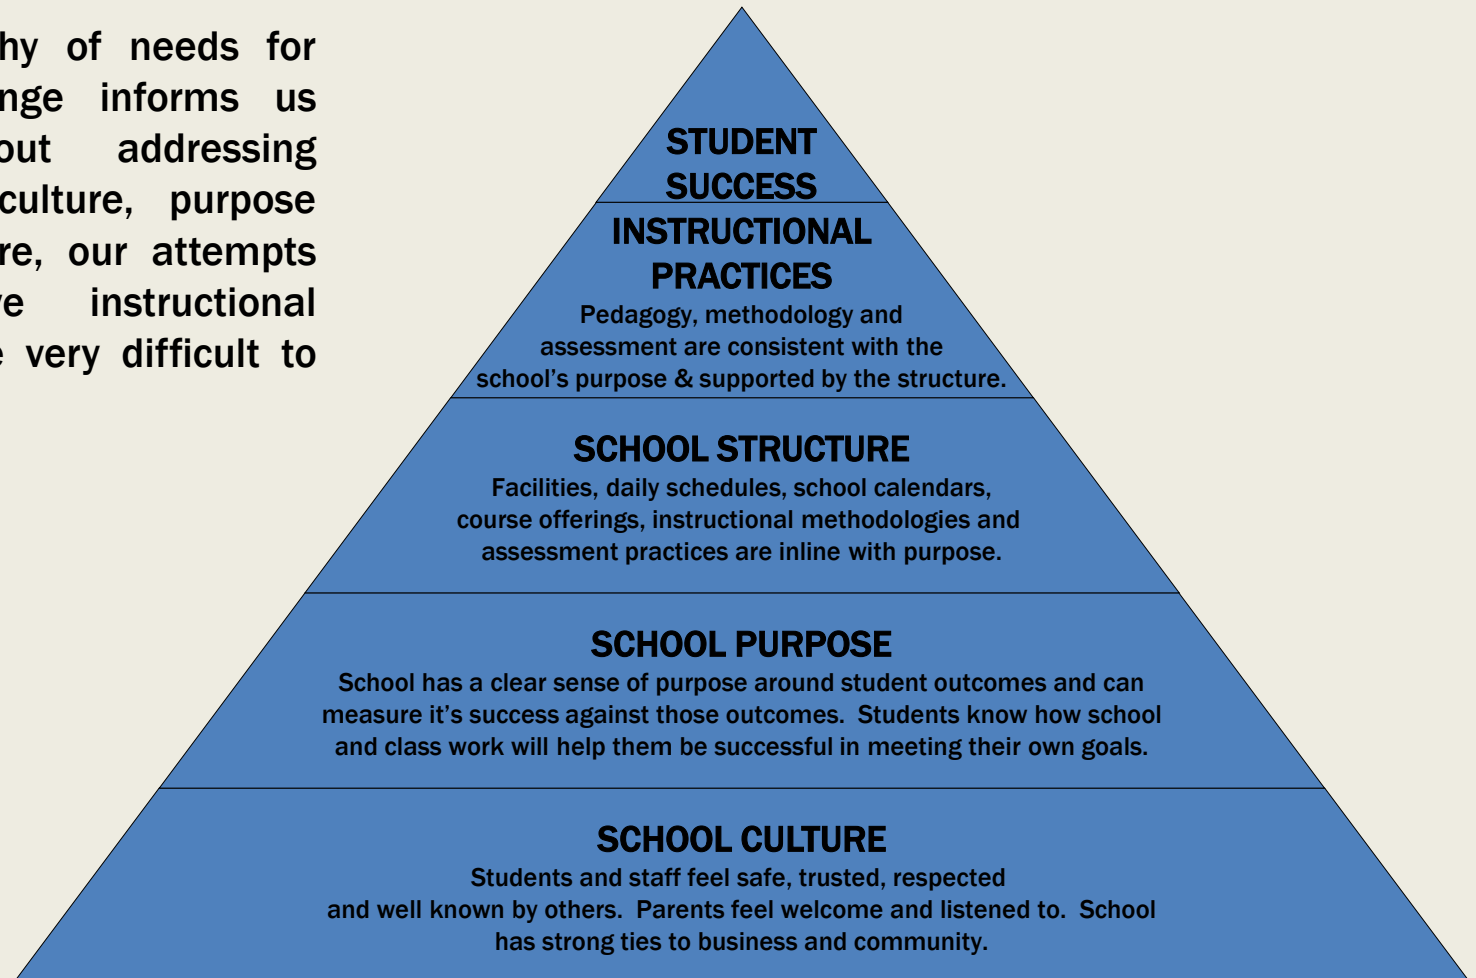 hy of needs for
nge informs us
out addressing
culture, purpose
re, our attempts
e instructional
very difficult to
STUDENT
SUCCESS
INSTRUCTIONAL
PRACTICES
Pedagogy, methodology and
assessment are consistent with the
school's purpose & supported by the structure.
SCHOOL STRUCTURE
Facilities, daily schedules, school calendars,
course offerings, instructional methodologies and
assessment practices are inline with purpose.
SCHOOL PURPOSE
School has a clear sense of purpose around student outcomes and can
measure it's success against those outcomes.  Students know how school
and class work will help them be successful in meeting their own goals.
SCHOOL CULTURE
Students and staff feel safe, trusted, respected
and well known by others.  Parents feel welcome and listened to.  School
has strong ties to business and community.